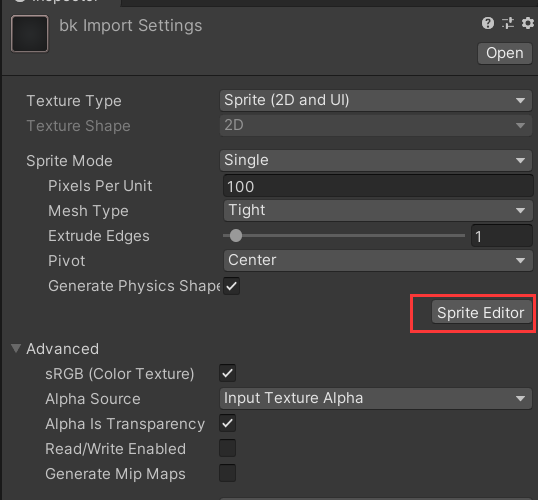 bk Import Settings
Open
Texture Type Sprite (2D and UI)
Texture Shape 2D
Sprite Mode Single
Pixels Per Unit 100
Mesh Type Tight
Extrude Edges 1
Pivot Center
Generate Physics Shape
Sprite Editor
Advanced
sRGB (Color Texture)
Alpha Source Input Texture Alpha
Alpha Is Transparency
Read/Write Enabled
Generate Mip Maps